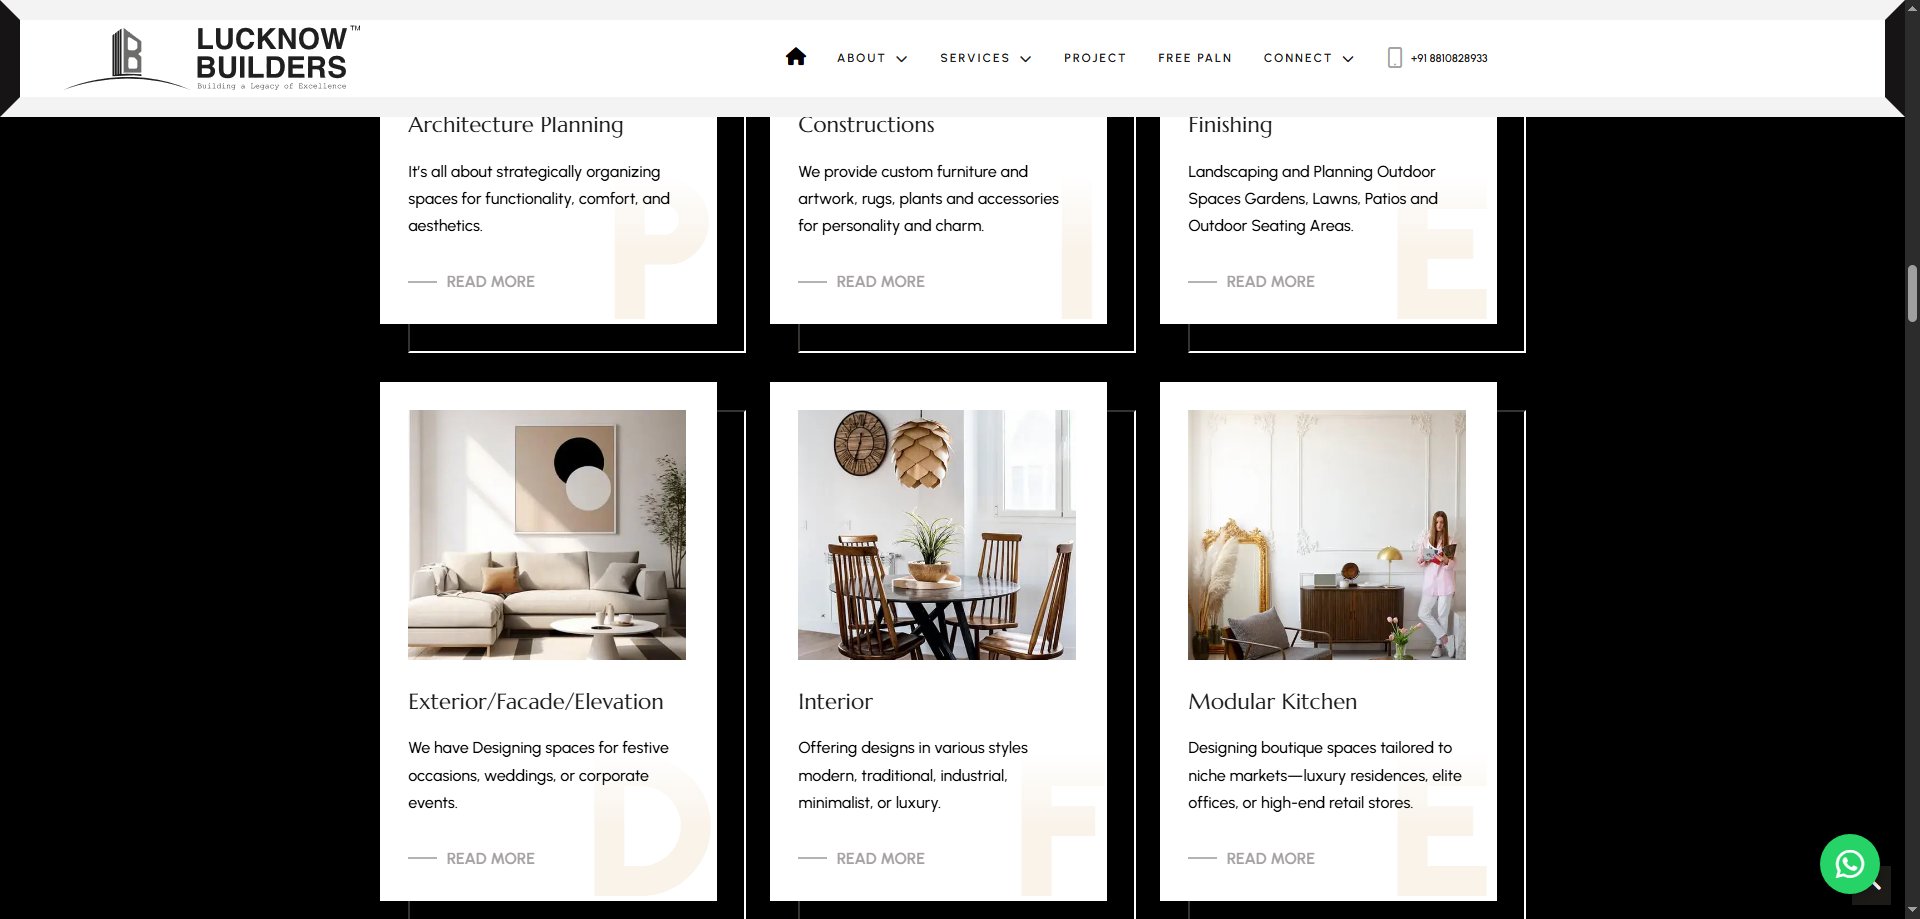 LUCKNOW™
BUILDERS
Building a Legacy of Excellence
ABOUT
SERVICES
PROJECT
FREE PALN
CONNECT
+91 8810828933
Architecture Planning
It's all about strategically organizing
spaces for functionality, comfort, and
aesthetics.
READ MORE
P
Constructions
We provide custom furniture and
artwork, rugs, plants and accessories
for personality and charm.
READ MORE
I
Finishing
Landscaping and Planning Outdoor
Spaces Gardens, Lawns, Patios and
Outdoor Seating Areas.
READ MORE
E
Exterior/Facade/Elevation
We have Designing spaces for festive
occasions, weddings, or corporate
events.
READ MORE
D
Interior
Offering designs in various styles
modern, traditional, industrial,
minimalist, or luxury.
READ MORE
F
Modular Kitchen
Designing boutique spaces tailored to
niche markets—luxury residences, elite
offices, or high-end retail stores.
READ MORE
E